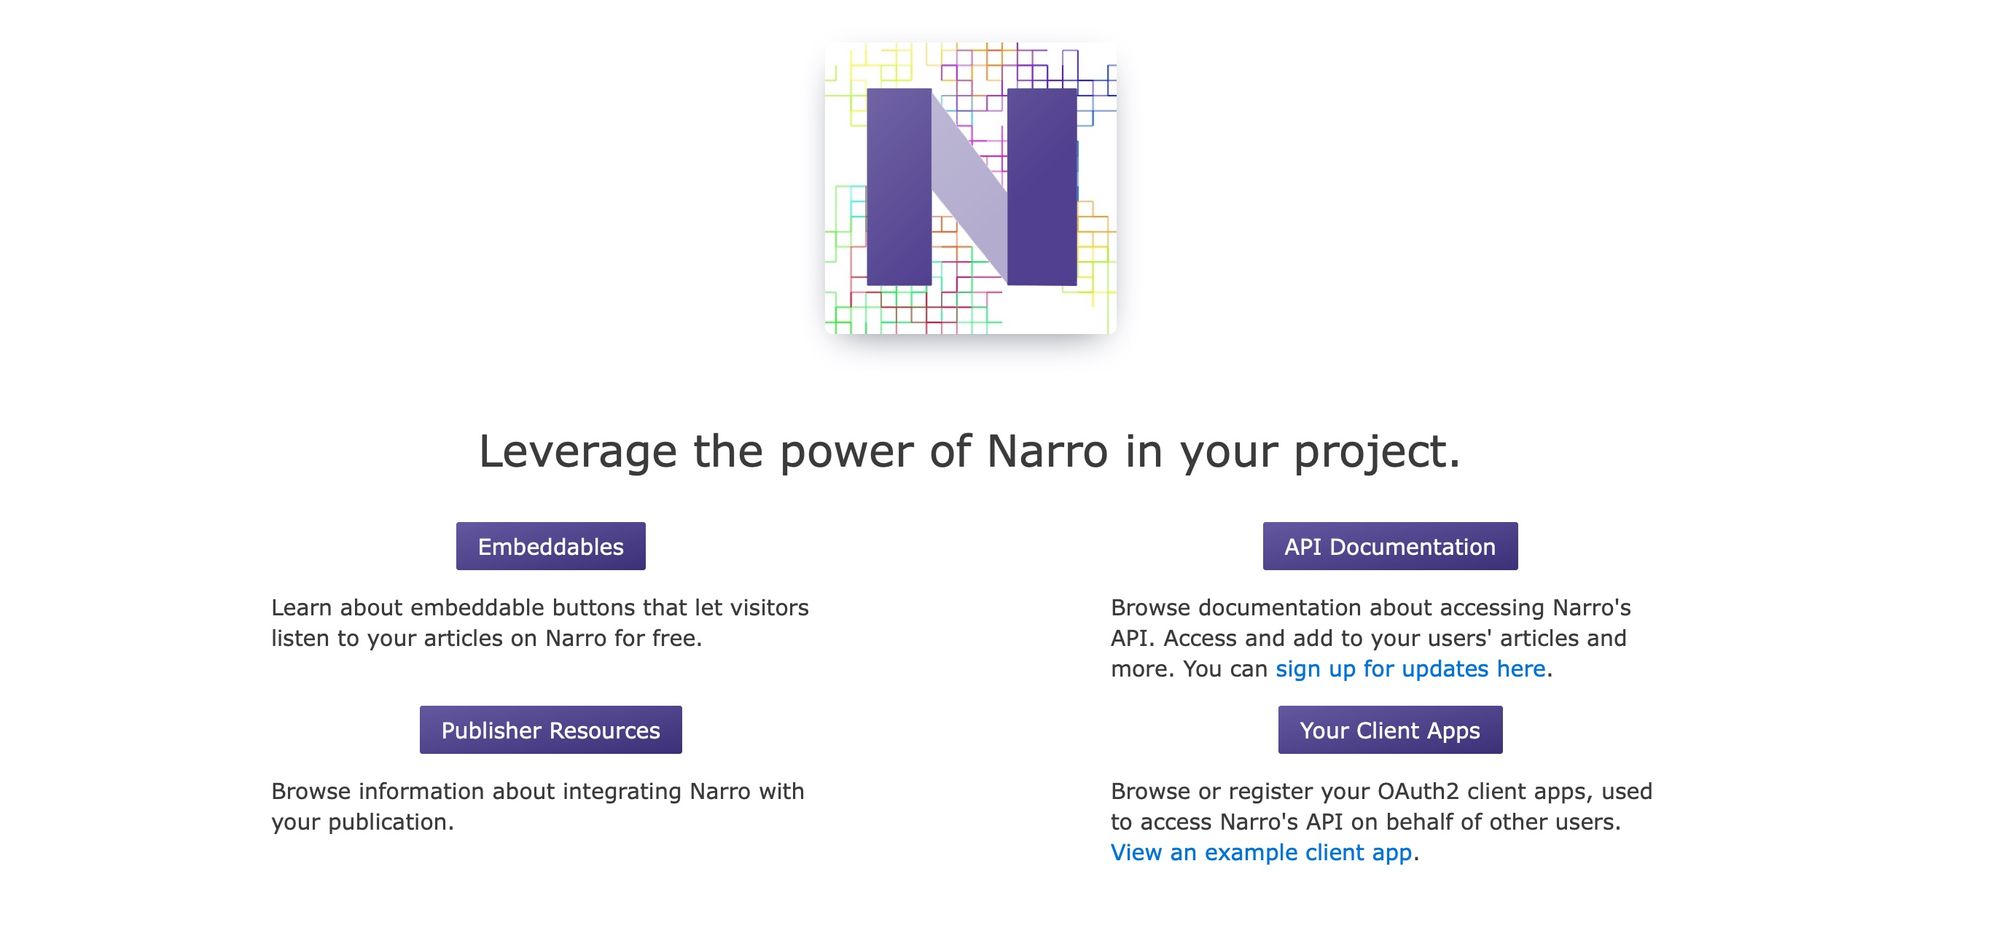 N
Leverage the power of Narro in your project.
Embeddables
Learn about embeddable buttons that let visitors
listen to your articles on Narro for free.
API Documentation
Browse documentation about accessing Narro's
API. Access and add to your users' articles and
more. You can sign up for updates here.
Publisher Resources
Browse information about integrating Narro with
your publication.
Your Client Apps
Browse or register your OAuth2 client apps, used
to access Narro's API on behalf of other users.
View an example client app.